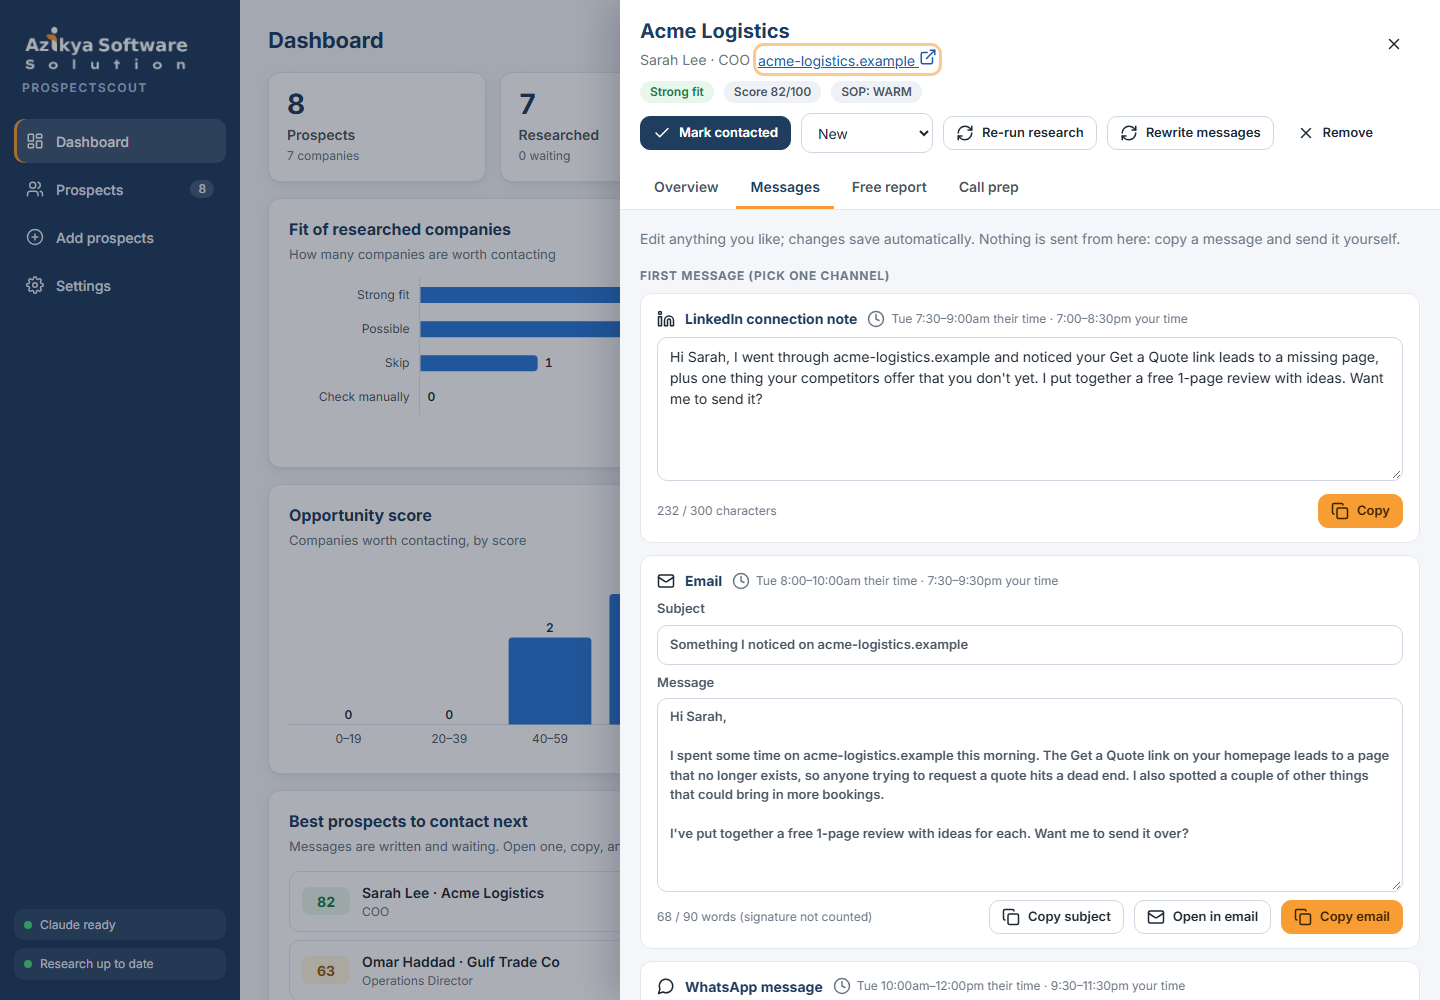 Azikya Software
Solution
PROSPECTSCOUT
Dashboard
Prospects
8
Add prospects
Settings
Claude ready
Research up to date
Dashboard
8
Prospects
7 companies
7
Researched
0 waiting
Fit of researched companies
How many companies are worth contacting
Strong fit
Possible
Skip
1
Check manually
0
Opportunity score
Companies worth contacting, by score
0
0
2
0–19
20–39
40–59
Best prospects to contact next
Messages are written and waiting. Open one, copy,
82
Sarah Lee · Acme Logistics
COO
63
Omar Haddad · Gulf Trade Co
Operations Director
Acme Logistics
Sarah Lee · COO acme-logistics.example
Strong fit
Score 82/100
SOP: WARM
Mark contacted
New
Re-run research
Rewrite messages
Remove
Overview
Messages
Free report
Call prep
Edit anything you like; changes save automatically. Nothing is sent from here: copy a message and send it yourself.
FIRST MESSAGE (PICK ONE CHANNEL)
LinkedIn connection note
Tue 7:30–9:00am their time · 7:00–8:30pm your time
Hi Sarah, I went through acme-logistics.example and noticed your Get a Quote link leads to a missing page,
plus one thing your competitors offer that you don't yet. I put together a free 1-page review with ideas. Want
me to send it?
232 / 300 characters
Copy
Email
Tue 8:00–10:00am their time · 7:30–9:30pm your time
Subject
Something I noticed on acme-logistics.example
Message
Hi Sarah,
I spent some time on acme-logistics.example this morning. The Get a Quote link on your homepage leads to a page
that no longer exists, so anyone trying to request a quote hits a dead end. I also spotted a couple of other things
that could bring in more bookings.
I've put together a free 1-page review with ideas for each. Want me to send it over?
68 / 90 words (signature not counted)
Copy subject
Open in email
Copy email
WhatsApp message
Tue 10:00am–12:00pm their time · 9:30–11:30pm your time